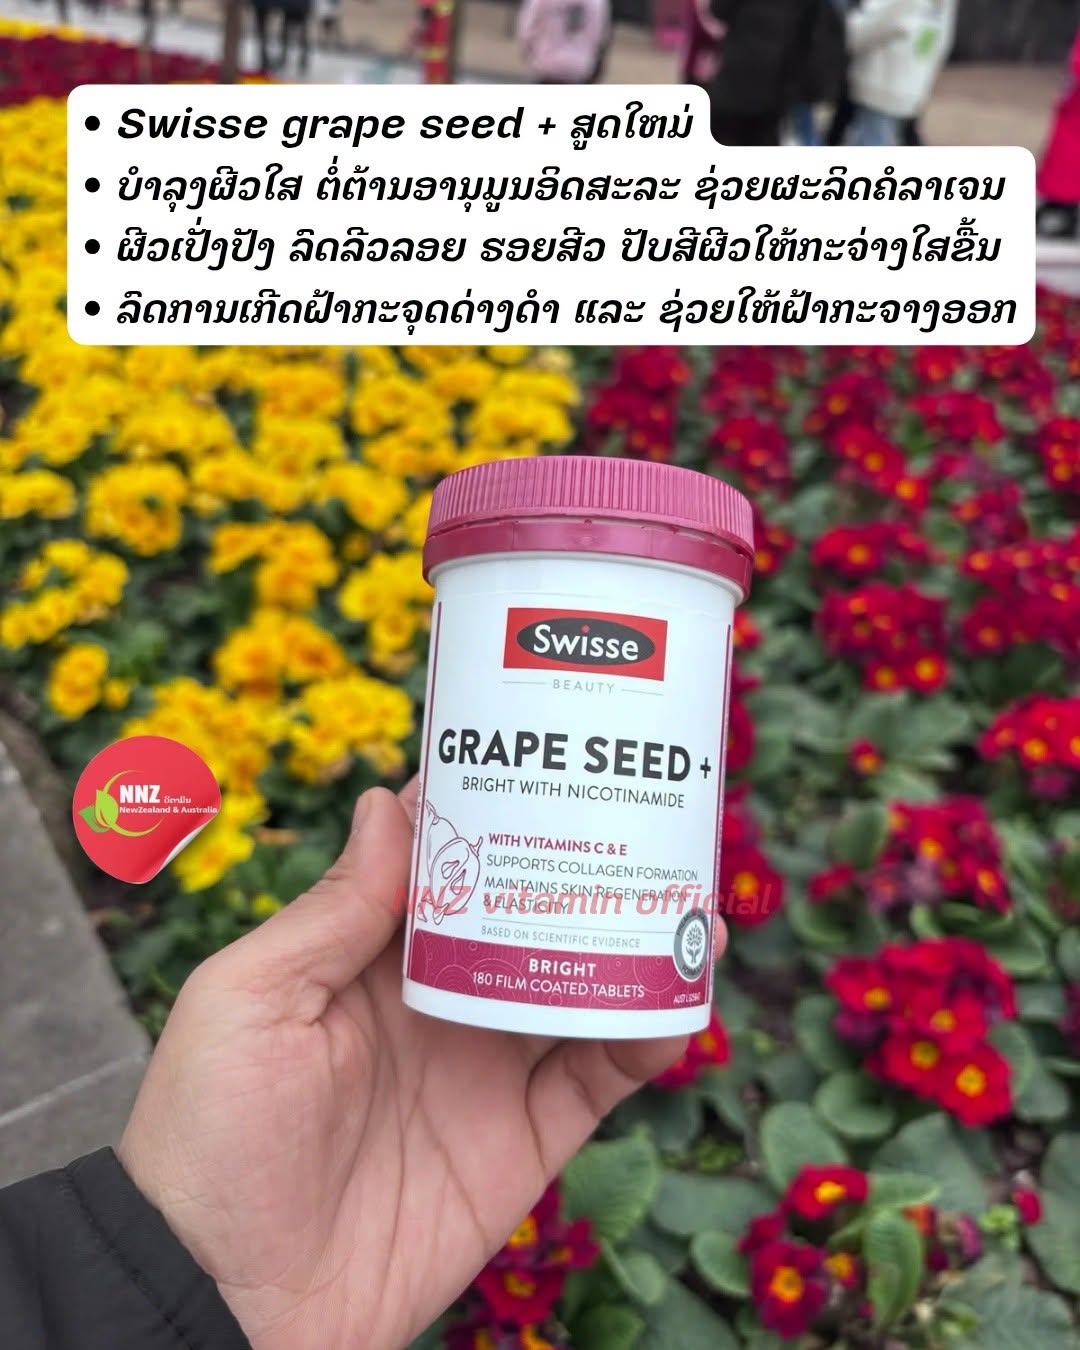 • Swisse grape seed + ສູດໃຫມ່
• ບຳລຸງຜີວໃສ ຕໍ່ຕ້ານອານຸມູນອິດສະລະ ຊ່ວຍຜະລິດຄໍລາເຈນ
• ຜີວເປັ່ງປັງ ລົດລີວລອຍ ຮອຍສີວ ປັບສີຜີວໃຫ້ກະຈ່າງໃສຂື້ນ
• ລົດການເກີດຝ້າກະຈຸດດ່າງດຳ ແລະ ຊ່ວຍໃຫ້ຝ້າກະຈາງອອກ
Swisse
BEAUTY
GRAPE SEED +
BRIGHT WITH NICOTINAMIDE
NNZ ວິຕາມິນ
NewZealand & Australia
WITH VITAMINS C & E
SUPPORTS COLLAGEN FORMATION
MAINTAINS SKIN REGENERATION
& ELASTICITY
NNZ vitamin official
BASED ON SCIENTIFIC EVIDENCE
BRIGHT
180 FILM COATED TABLETS